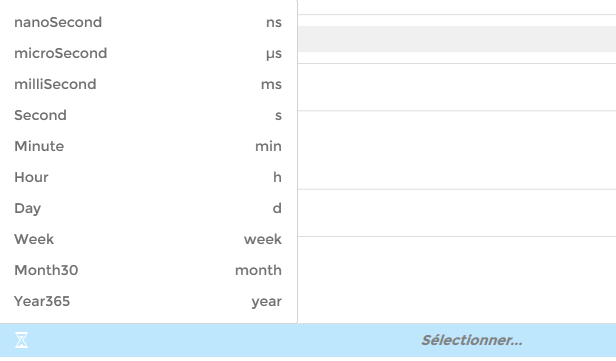 nanoSecond ns
microSecond µs
milliSecond ms
Second s
Minute min
Hour h
Day d
Week week
Month30 month
Year365 year
Sélectionner...